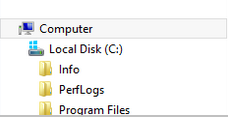 Computer
Local Disk (C:)
Info
PerfLogs
Program Files